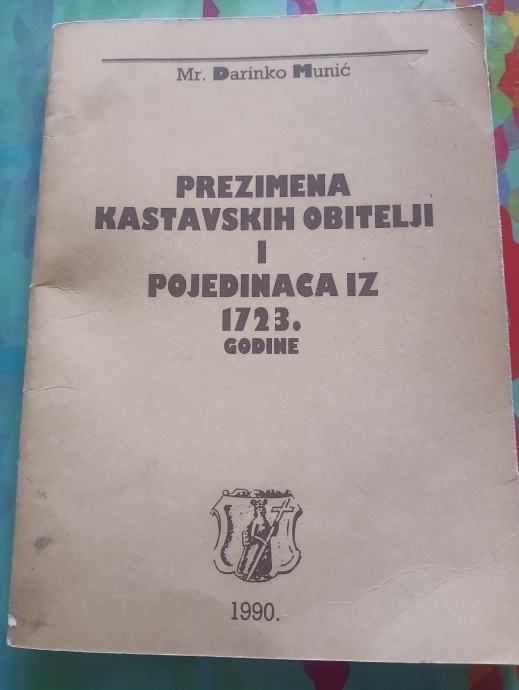 Mr. Darinko Munić
PREZIMENA
KASTAVSKIH OBITELJI
I
POJEDINACA IZ
1723.
GODINE
1990.